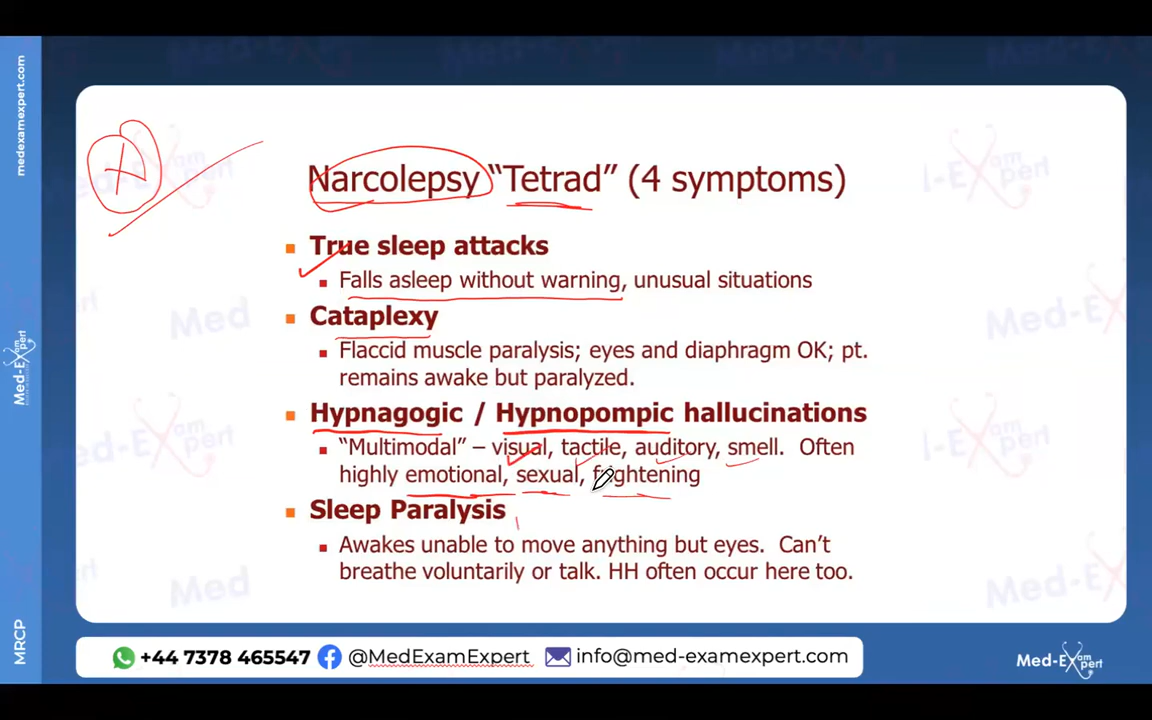 medexamexpert.com
Med-Expert
MRCP
Narcolepsy “Tetrad” (4 symptoms)
True sleep attacks
Falls asleep without warning, unusual situations
Cataplexy
Flaccid muscle paralysis; eyes and diaphragm OK; pt.
remains awake but paralyzed.
Hypnagogic / Hypnopompic hallucinations
“Multimodal” – visual, tactile, auditory, smell. Often
highly emotional, sexual, frightening
Sleep Paralysis
Awakes unable to move anything but eyes. Can’t
breathe voluntarily or talk. HH often occur here too.
+44 7378 465547 @MedExamExpert info@med-examexpert.com
Med-Exam
pert